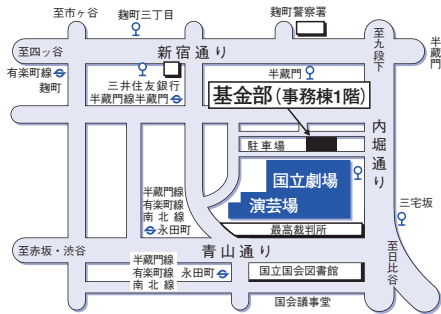 至市ヶ谷
麹町三丁目
麹町警察署
至四ッ谷
新宿通り
至九段下
半蔵門
有楽町線
麹町
三井住友銀行
半蔵門線半蔵門
半蔵門
基金部(事務棟1階)
内堀通り
駐車場
国立劇場
演芸場
半蔵門線
有楽町線
南北線
永田町
三宅坂
最高裁判所
至赤坂・渋谷
青山通り
至日比谷
半蔵門線
有楽町線
南北線
永田町
国立国会図書館
国会議事堂